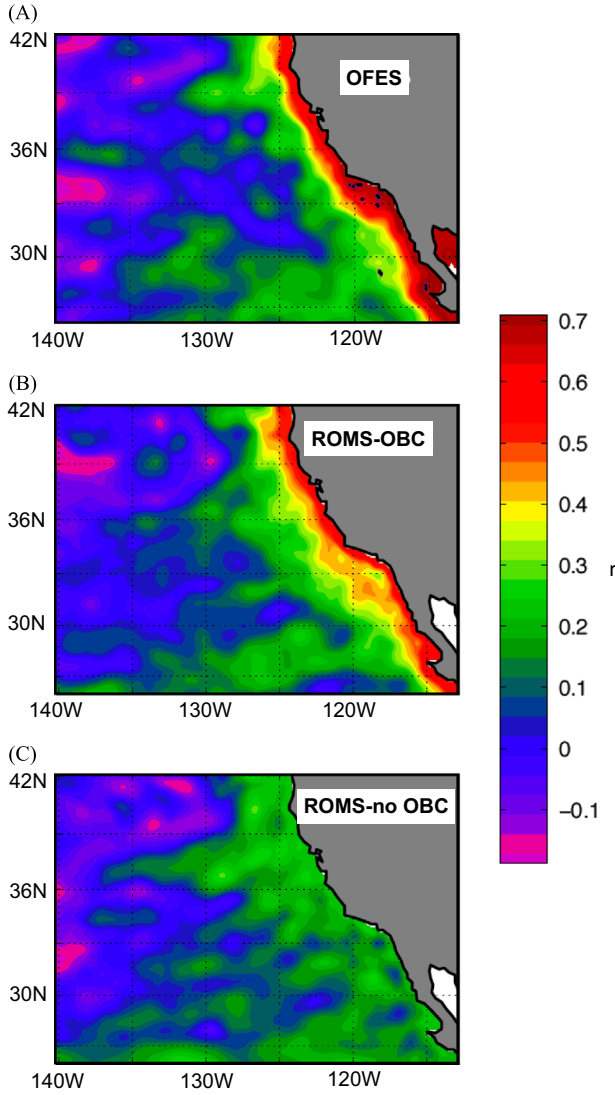 (A)
42N
OFES
36N
30N
140W 130W 120W
(B)
42N
ROMS-OBC
36N
30N
140W 130W 120W
(C)
42N
ROMS-no OBC
36N
30N
140W 130W 120W
0.7
0.6
0.5
0.4
0.3
0.2
0.1
0
−0.1
r